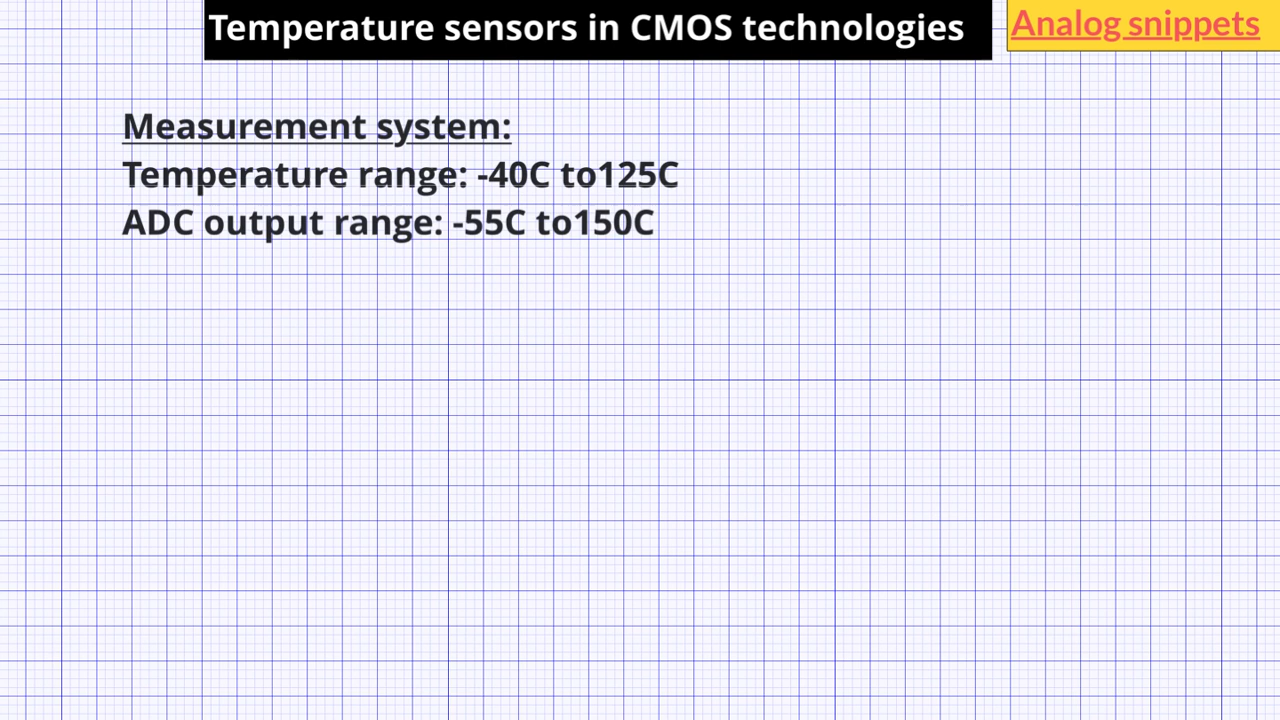 Temperature sensors in CMOS technologies
Analog snippets
Measurement system:
Temperature range: -40C to125C
ADC output range: -55C to150C